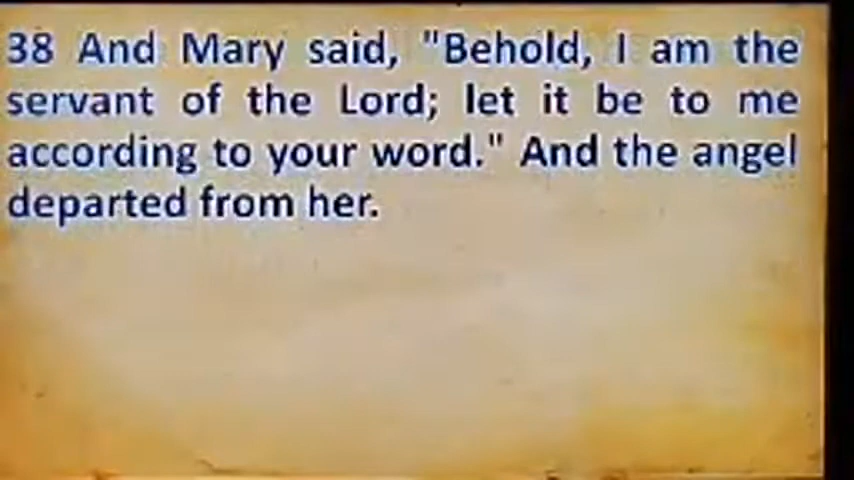 38 And Mary said, "Behold, I am the
servant of the Lord; let it be to me
according to your word." And the angel
departed from her.